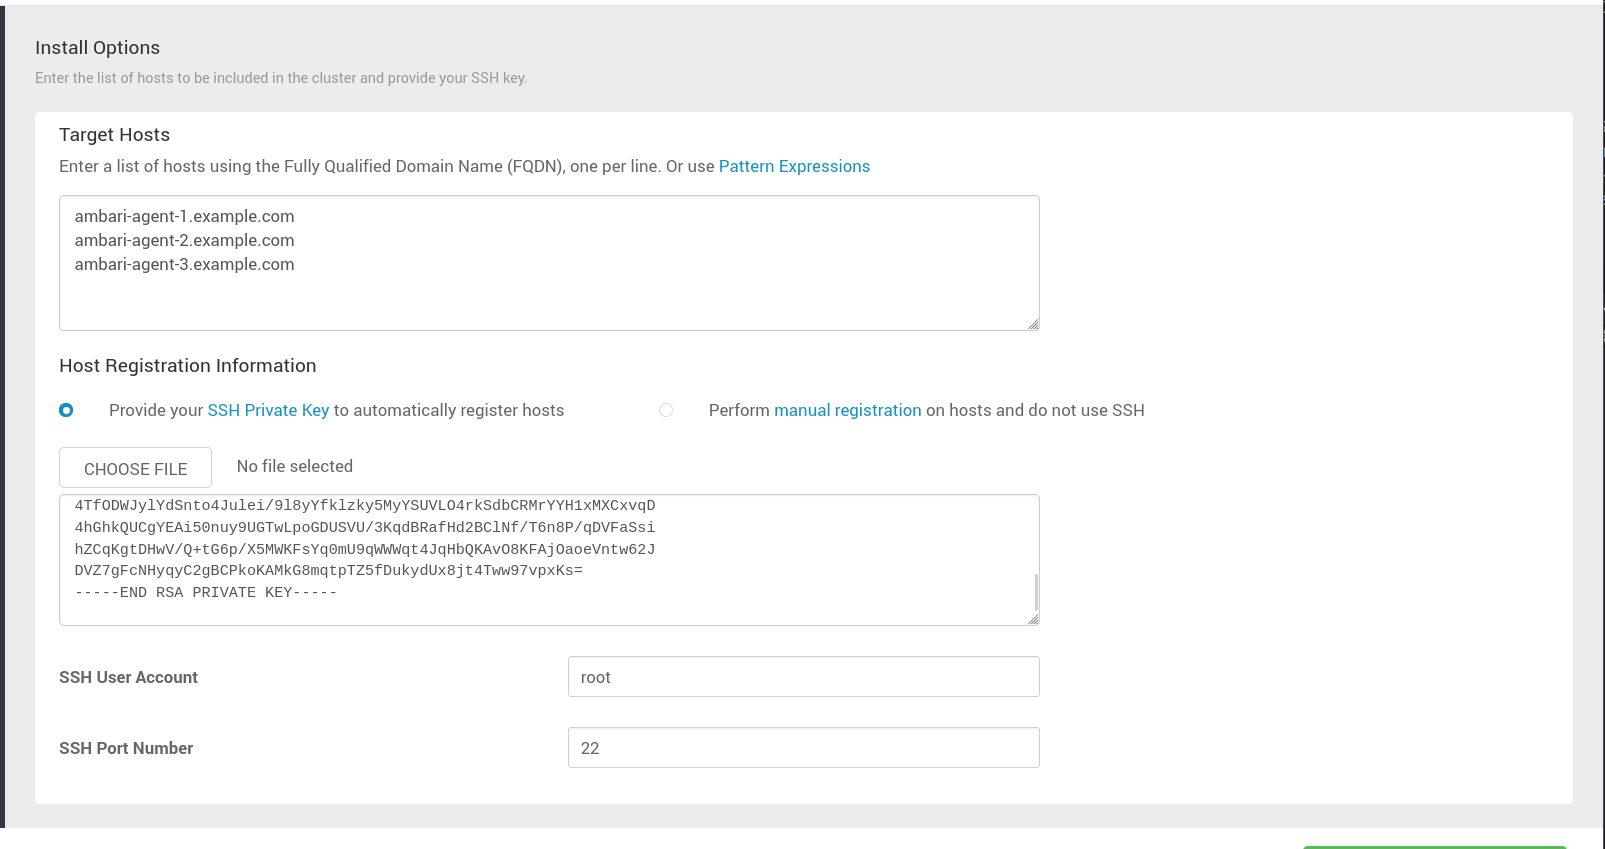 Install Options
Enter the list of hosts to be included in the cluster and provide your SSH key.
Target Hosts
Enter a list of hosts using the Fully Qualified Domain Name (FQDN), one per line. Or use Pattern Expressions
ambari-agent-1.example.com
ambari-agent-2.example.com
ambari-agent-3.example.com
Host Registration Information
Provide your SSH Private Key to automatically register hosts
Perform manual registration on hosts and do not use SSH
CHOOSE FILE
No file selected
4TfODWJylYdSnto4Julei/9l8yYfklzky5MyYSUVLO4rkSdbCRMrYYH1xMXCxvqD
4hGhkQUCgYEAi50nuy9UGTwLpoGDUSVU/3KqdBRafHd2BClNf/T6n8P/qDVFaSsi
hZCqKgtDHwV/Q+tG6p/X5MWKFsYq0mU9qWWWqt4JqHbQKAvO8KFAjOaoeVntw62J
DVZ7gFcNHyqyC2gBCPkoKAMkG8mqtpTZ5fDukydUx8jt4Tww97vpxKs=
-----END RSA PRIVATE KEY-----
SSH User Account
root
SSH Port Number
22